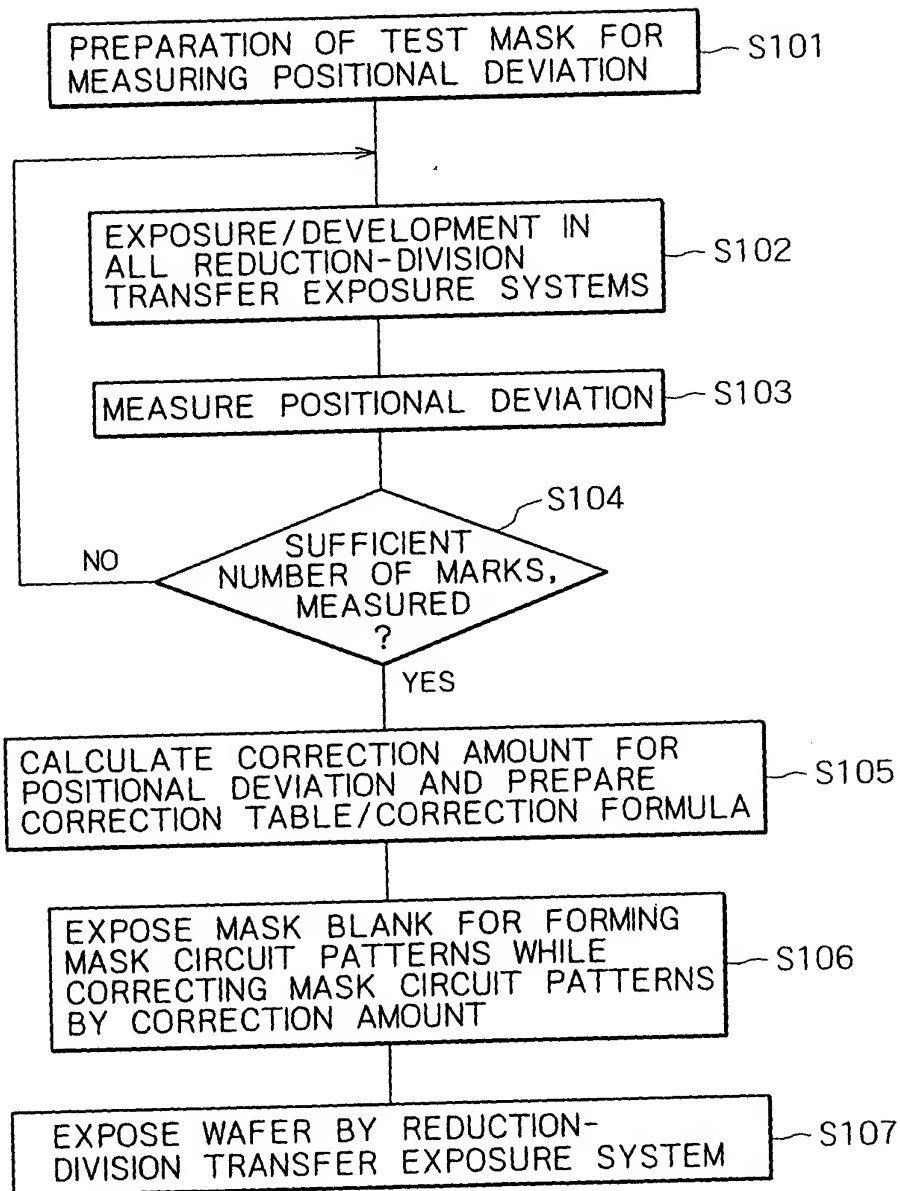 PREPARATION OF TEST MASK FOR
MEASURING POSITIONAL DEVIATION
S101
EXPOSURE/DEVELOPMENT IN
ALL REDUCTION-DIVISION
TRANSFER EXPOSURE SYSTEMS
S102
MEASURE POSITIONAL DEVIATION
S103
S104
SUFFICIENT
NUMBER OF MARKS,
MEASURED
?
NO
YES
CALCULATE CORRECTION AMOUNT FOR
POSITIONAL DEVIATION AND PREPARE
CORRECTION TABLE/CORRECTION FORMULA
S105
EXPOSE MASK BLANK FOR FORMING
MASK CIRCUIT PATTERNS WHILE
CORRECTING MASK CIRCUIT PATTERNS
BY CORRECTION AMOUNT
S106
EXPOSE WAFER BY REDUCTION-
DIVISION TRANSFER EXPOSURE SYSTEM
S107